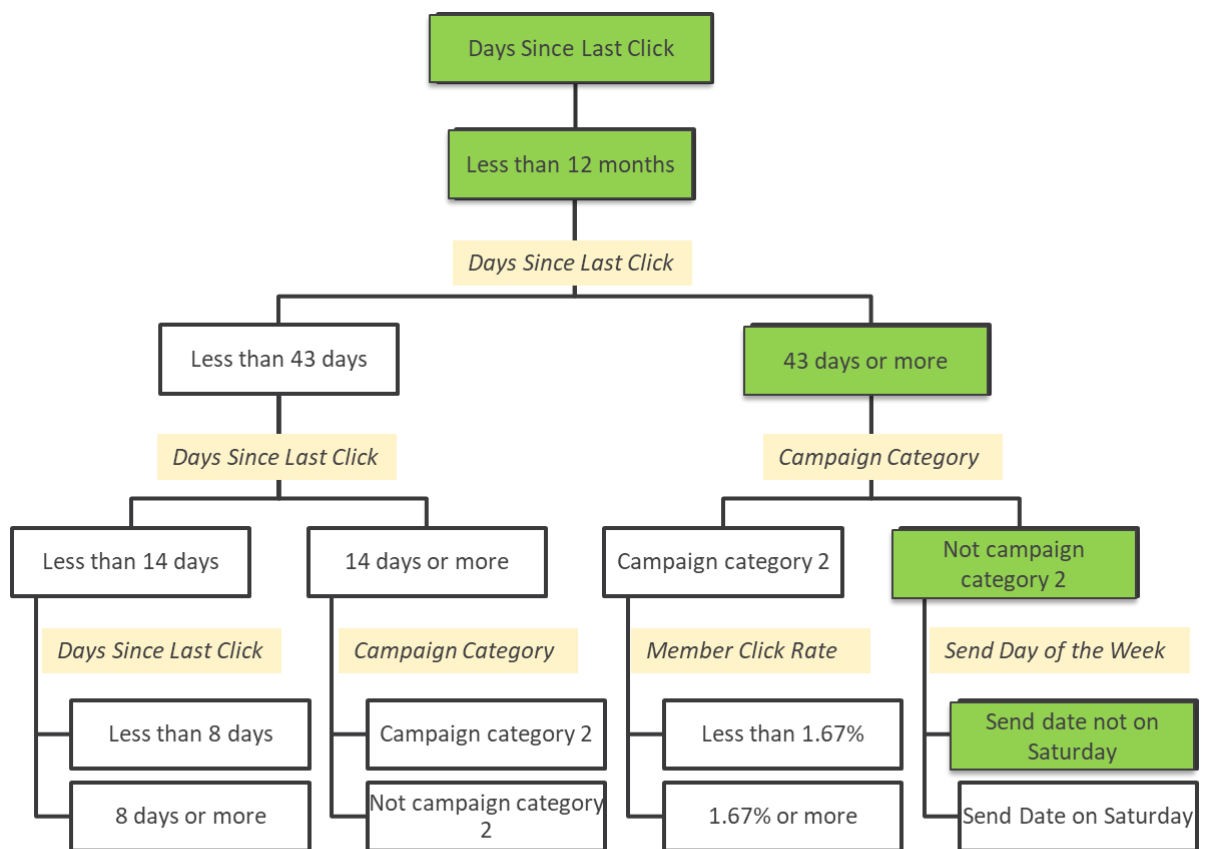 Days Since Last Click
Less than 12 months
Days Since Last Click
Less than 43 days
43 days or more
Days Since Last Click
Campaign Category
Less than 14 days
14 days or more
Campaign category 2
Not campaign
category 2
Days Since Last Click
Campaign Category
Member Click Rate
Send Day of the Week
Less than 8 days
Campaign category 2
Less than 1.67%
Send date not on
Saturday
8 days or more
Not campaign category
2
1.67% or more
Send Date on Saturday